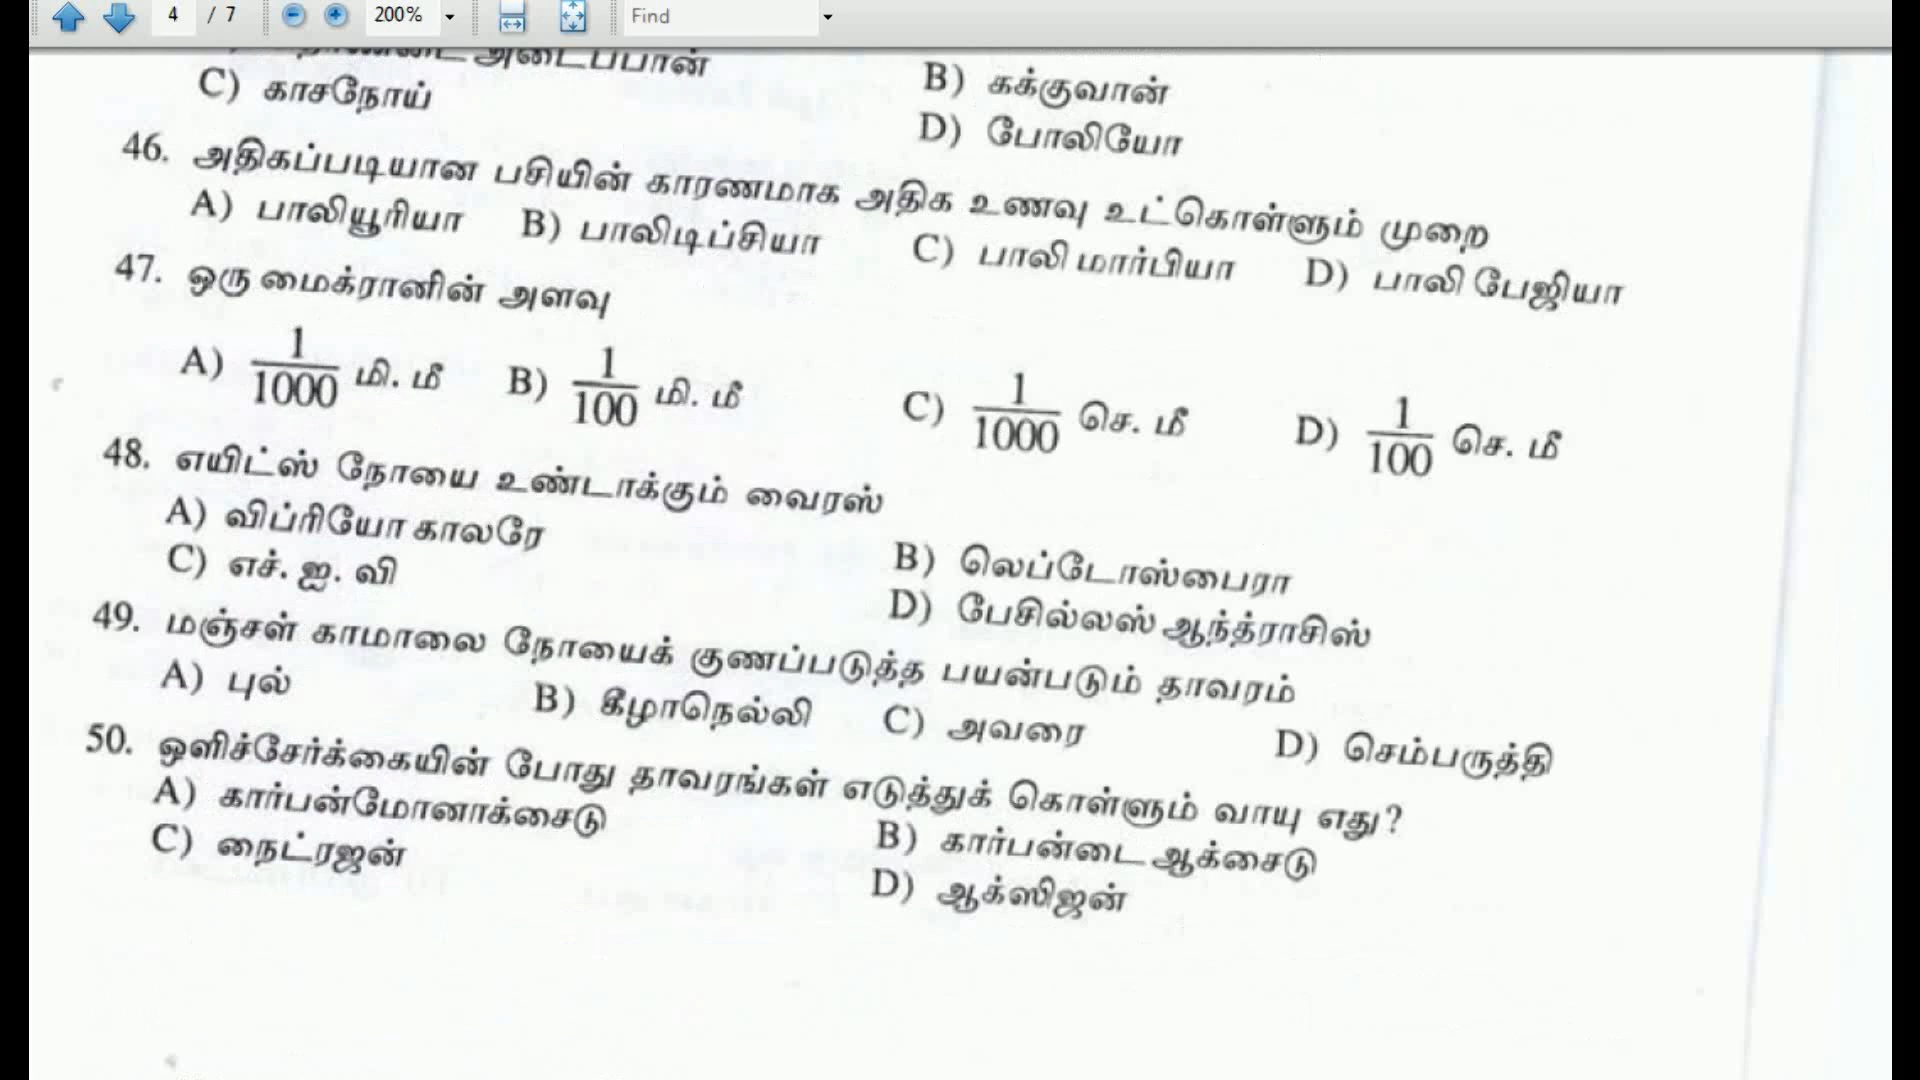 4 / 7 200% Find
அடைப்பான் B) கக்குவான்
C) காசநோய் D) போலியோ
46. அதிகப்படியான பசியின் காரணமாக அதிக உணவு உட்கொள்ளும் முறை
A) பாலியூரியா B) பாலிடிப்சியா C) பாலி மார்பியா D) பாலி பேஜியா
47. ஒரு மைக்ரானின் அளவு
A) 1/1000 மி. மீ B) 1/100 மி. மீ C) 1/1000 செ. மீ D) 1/100 செ. மீ
48. எயிட்ஸ் நோயை உண்டாக்கும் வைரஸ்
A) விப்ரியோ காலரே B) லெப்டோஸ்பைரா
C) எச். ஐ. வி D) பேசில்லஸ் ஆந்த்ராசிஸ்
49. மஞ்சள் காமாலை நோயைக் குணப்படுத்த பயன்படும் தாவரம்
A) புல் B) கீழாநெல்லி C) அவரை D) செம்பருத்தி
50. ஒளிச்சேர்க்கையின் போது தாவரங்கள் எடுத்துக் கொள்ளும் வாயு எது?
A) கார்பன்மோனாக்சைடு B) கார்பன்டை ஆக்சைடு
C) நைட்ரஜன் D) ஆக்ஸிஜன்